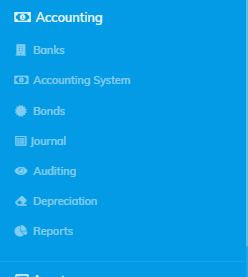 Accounting
Banks
Accounting System
Bonds
Journal
Auditing
Depreciation
Reports